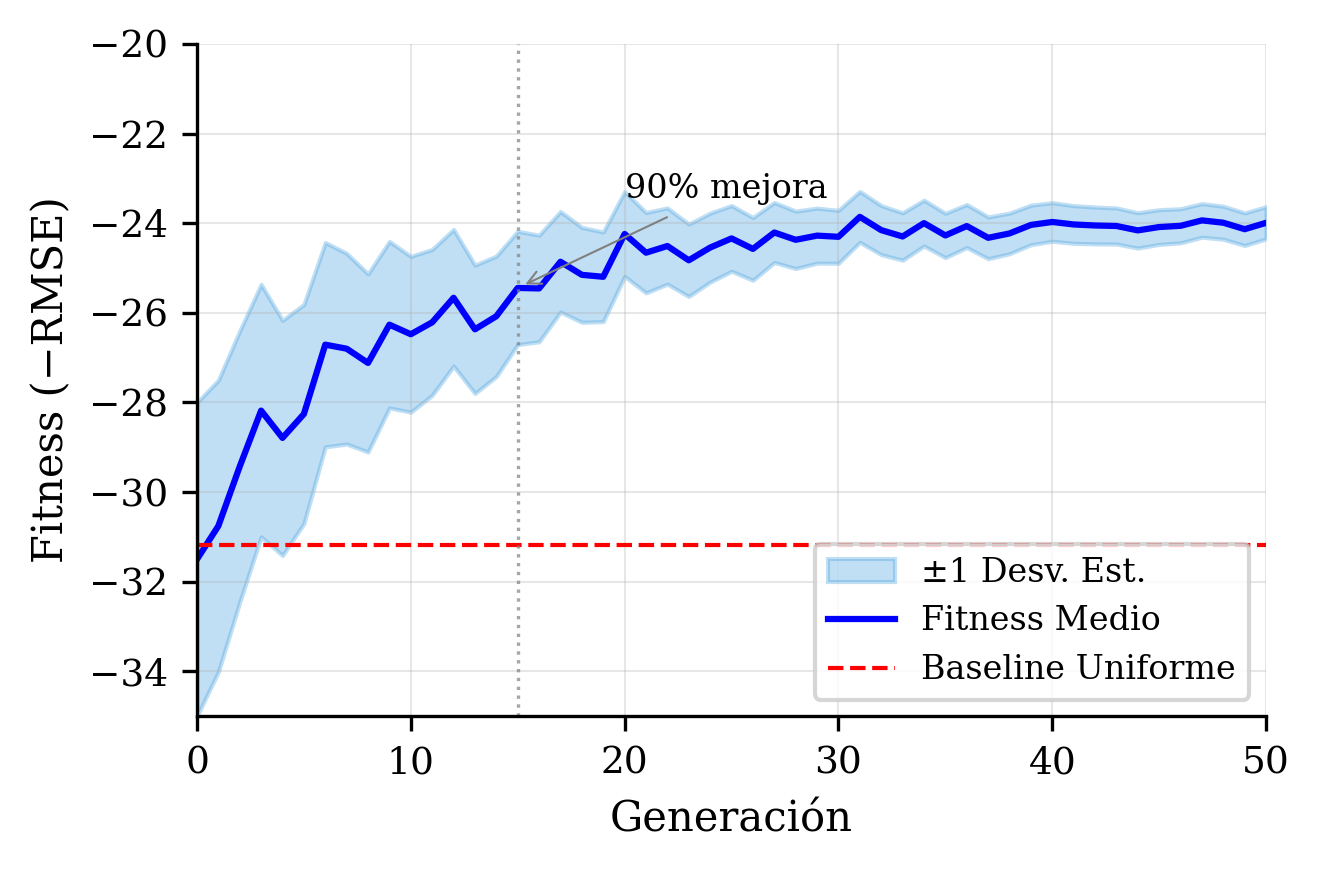 −20
−22
−24
−26
−28
−30
−32
−34
Fitness (−RMSE)
90% mejora
±1 Desv. Est.
Fitness Medio
Baseline Uniforme
0 10 20 30 40 50
Generación